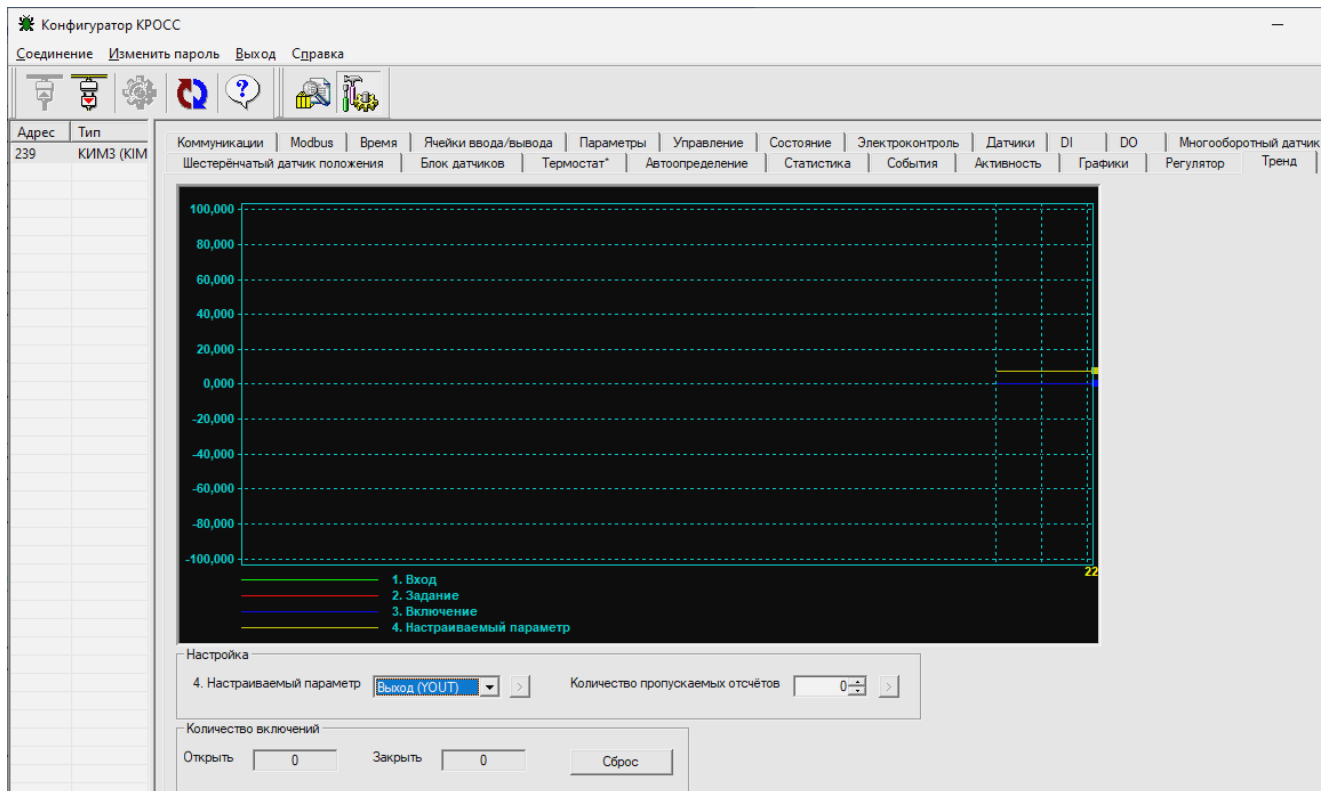 Конфигуратор КРОСС
Соединение Изменить пароль Выход Справка
Адрес Тип
239 КИМ3 (KIM
Коммуникации Modbus Время Ячейки ввода/вывода Параметры Управление Состояние Электроконтроль Датчики DI DO Многооборотный датчик
Шестерёнчатый датчик положения Блок датчиков Термостат* Автоопределение Статистика События Активность Графики Регулятор Тренд
100,000
80,000
60,000
40,000
20,000
0,000
-20,000
-40,000
-60,000
-80,000
-100,000
22
1. Вход
2. Задание
3. Включение
4. Настраиваемый параметр
Настройка
4. Настраиваемый параметр Выход (YOUT) > Количество пропускаемых отсчётов 0 >
Количество включений
Открыть 0 Закрыть 0 Сброс